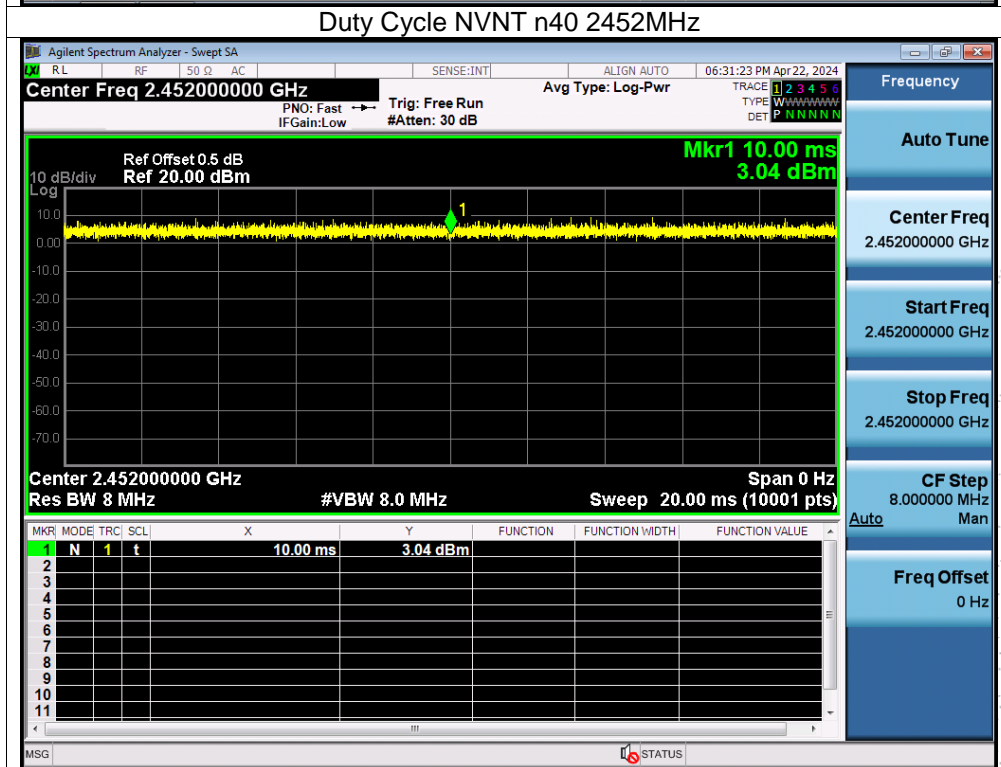 Duty Cycle NVNT n40 2452MHz
Agilent Spectrum Analyzer - Swept SA
LXI RL RF 50 Ω AC SENSE:INT ALIGN AUTO 06:31:23 PM Apr 22, 2024
Center Freq 2.452000000 GHz
PNO: Fast
IFGain:Low
Trig: Free Run
#Atten: 30 dB
Avg Type: Log-Pwr
TRACE 1 2 3 4 5 6
TYPE WWWWWW
DET P N N N N N
Frequency
Auto Tune
Center Freq
2.452000000 GHz
Start Freq
2.452000000 GHz
Stop Freq
2.452000000 GHz
CF Step
8.000000 MHz
Auto Man
Freq Offset
0 Hz
Mkr1 10.00 ms
3.04 dBm
Ref Offset 0.5 dB
10 dB/div Ref 20.00 dBm
Log
1
10.0
0.00
-10.0
-20.0
-30.0
-40.0
-50.0
-60.0
-70.0
Center 2.452000000 GHz Span 0 Hz
Res BW 8 MHz #VBW 8.0 MHz Sweep 20.00 ms (10001 pts)
MKR MODE TRC SCL X Y FUNCTION FUNCTION WIDTH FUNCTION VALUE
1 N 1 t 10.00 ms 3.04 dBm
2
3
4
5
6
7
8
9
10
11
MSG STATUS